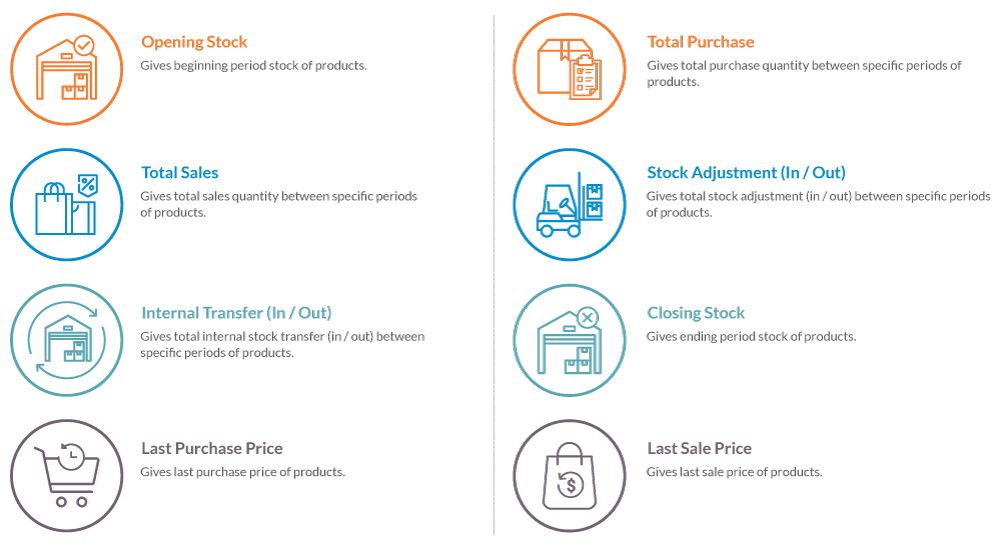 Opening Stock
Gives beginning period stock of products.
Total Purchase
Gives total purchase quantity between specific periods of
products.
Total Sales
Gives total sales quantity between specific periods
of products.
Stock Adjustment (In / Out)
Gives total stock adjustment (in / out) between specific periods
of products.
Internal Transfer (In / Out)
Gives total internal stock transfer (in / out) between
specific periods of products.
Closing Stock
Gives ending period stock of products.
Last Purchase Price
Gives last purchase price of products.
Last Sale Price
Gives last sale price of products.